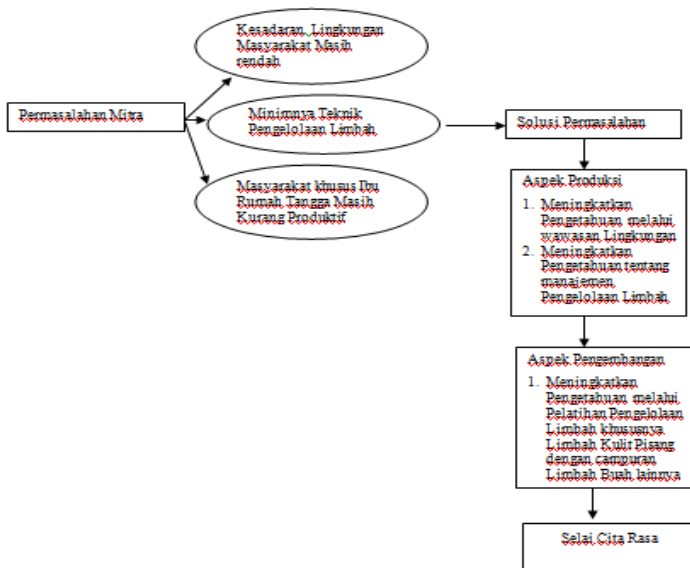 Permasalahan Mitra
Kesadaran Lingkungan
Masyarakat Masih
rendah
Minimnya Teknik
Pengelolaan Limbah
Masyarakat khusus Ibu
Rumah Tangga Masih
Kurang Produktif
Solusi Permasalahan
Aspek Produksi
1. Meningkatkan
Pengetahuan melalui
wawasan Lingkungan
2. Meningkatkan
Pengetahuan tentang
manajemen
Pengelolaan Limbah
Aspek Pengembangan
1. Meningkatkan
Pengetahuan melalui
Pelatihan Pengelolaan
Limbah khususnya
Limbah Kulit Pisang
dengan campuran
Limbah Buah lainnya
Selai Cita Rasa